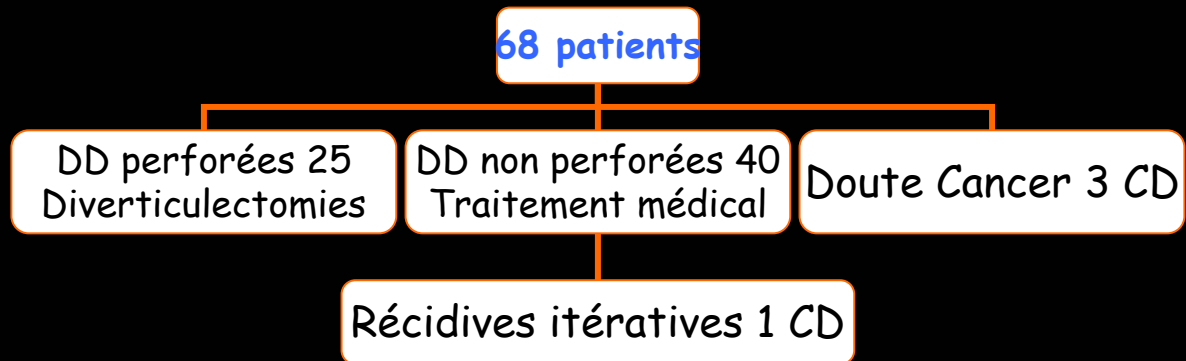 68 patients
DD perforées 25
Diverticulectomies
DD non perforées 40
Traitement médical
Doute Cancer 3 CD
Récidives itératives 1 CD